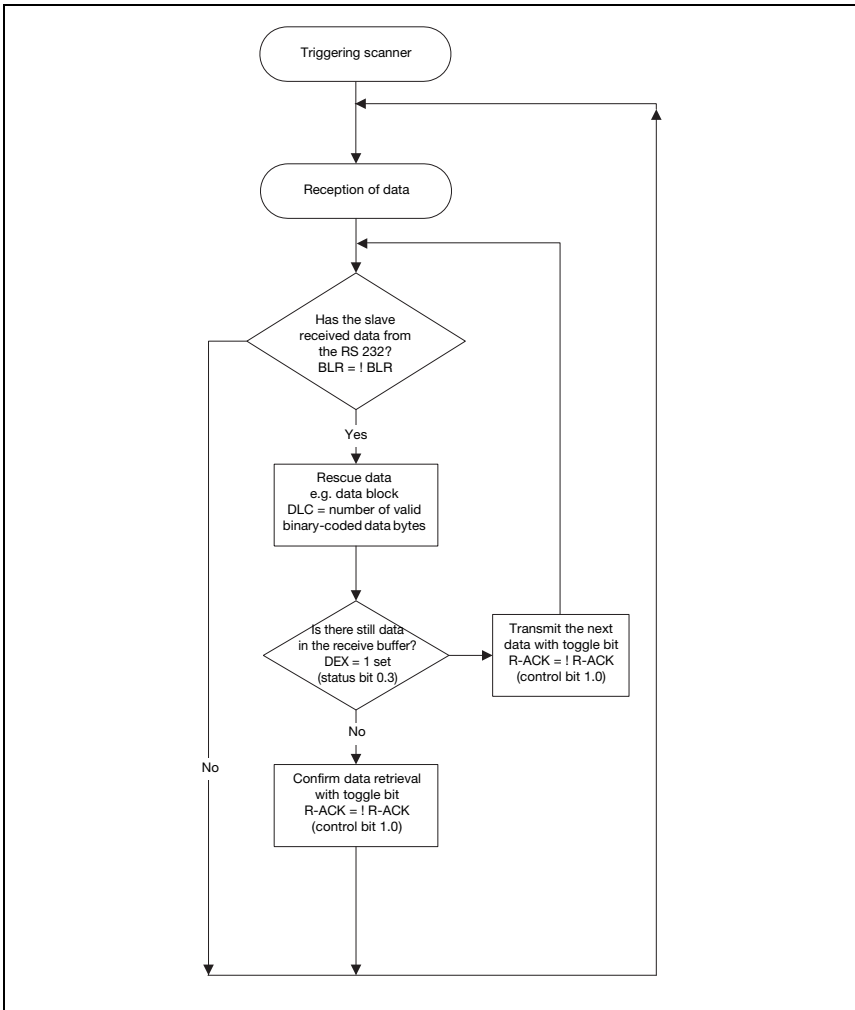 Triggering scanner
Reception of data
Has the slave
received data from
the RS 232?
BLR = ! BLR
Yes
Rescue data
e.g. data block
DLC = number of valid
binary-coded data bytes
Is there still data
in the receive buffer?
DEX = 1 set
(status bit 0.3)
Transmit the next
data with toggle bit
R-ACK = ! R-ACK
(control bit 1.0)
No
No
Confirm data retrieval
with toggle bit
R-ACK = ! R-ACK
(control bit 1.0)